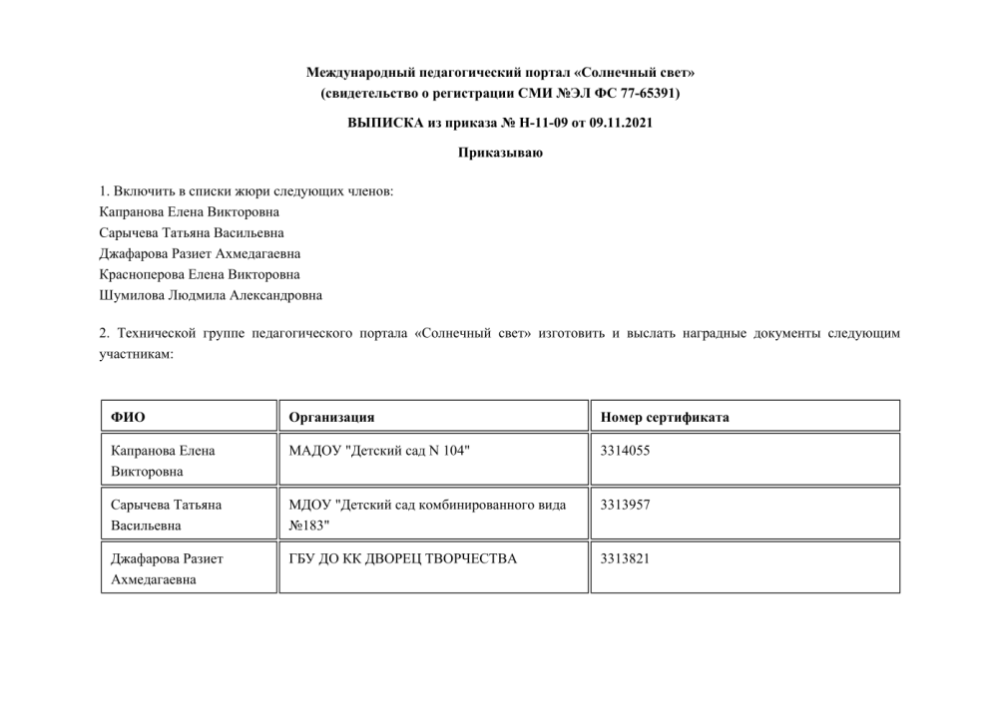 Международный педагогический портал «Солнечный свет»
(свидетельство о регистрации СМИ №ЭЛ ФС 77-65391)
ВЫПИСКА из приказа № Н-11-09 от 09.11.2021
Приказываю
1. Включить в списки жюри следующих членов:
Капранова Елена Викторовна
Сарычева Татьяна Васильевна
Джафарова Разиет Ахмедагаевна
Красноперова Елена Викторовна
Шумилова Людмила Александровна
2. Технической группе педагогического портала «Солнечный свет» изготовить и выслать наградные документы следующим
участникам:
ФИО Организация Номер сертификата
Капранова Елена МАДОУ "Детский сад N 104" 3314055
Викторовна
Сарычева Татьяна МДОУ "Детский сад комбинированного вида 3313957
Васильевна №183"
Джафарова Разиет ГБУ ДО КК ДВОРЕЦ ТВОРЧЕСТВА 3313821
Ахмедагаевна